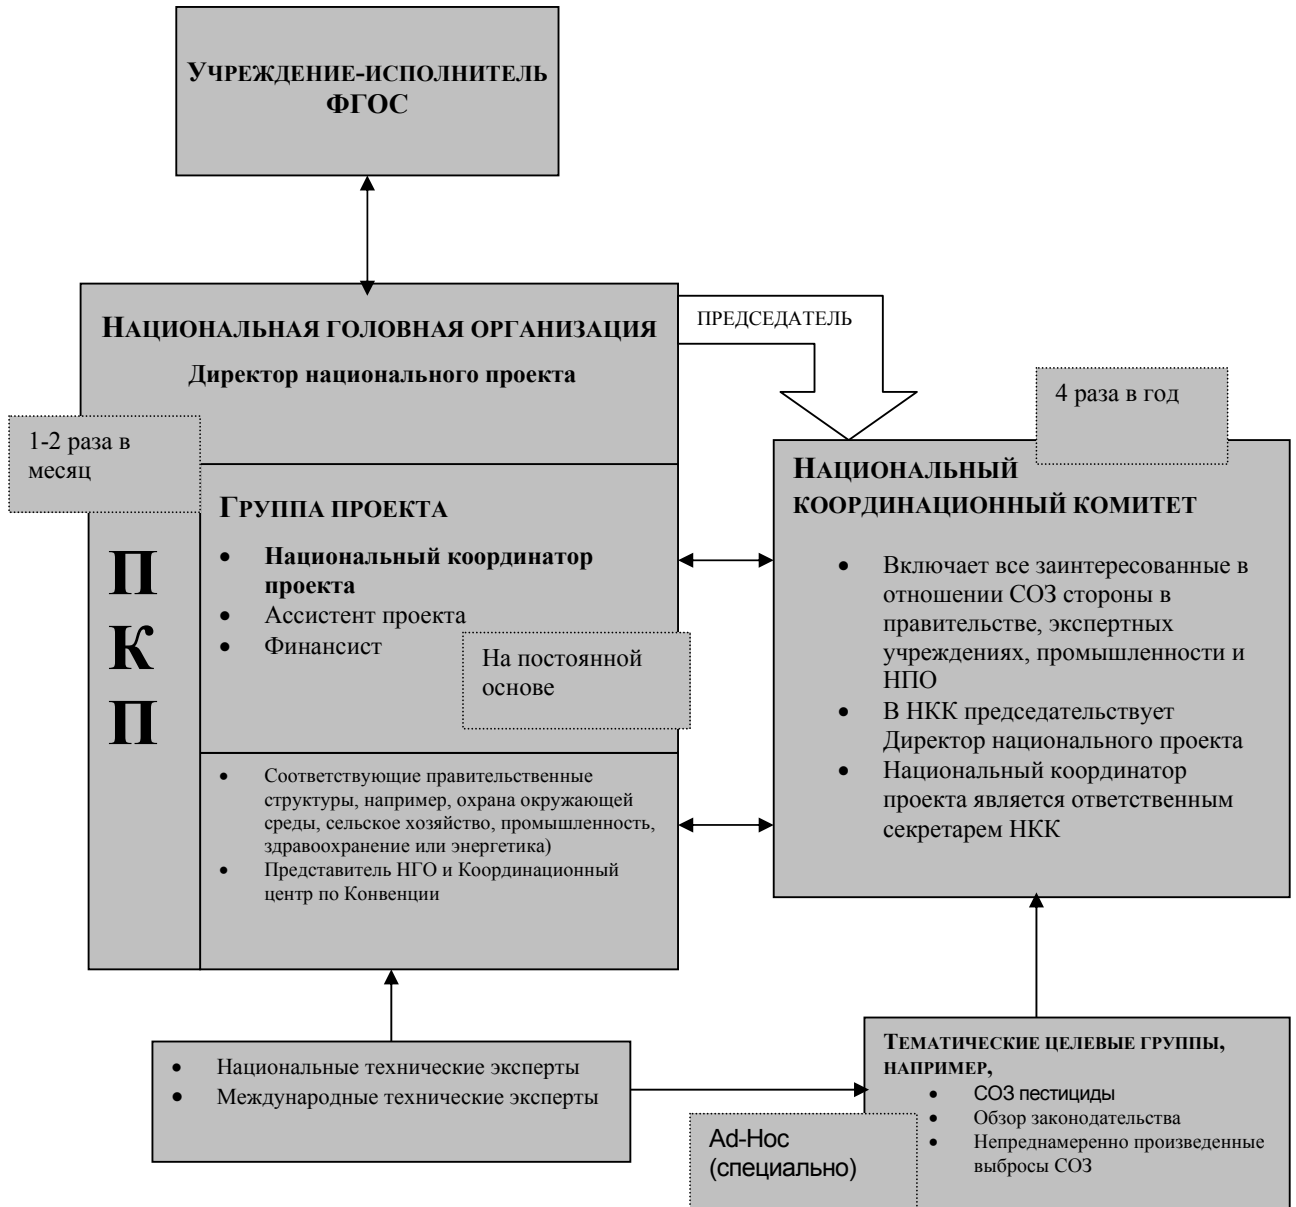 УЧРЕЖДЕНИЕ-ИСПОЛНИТЕЛЬ
ФГОС
НАЦИОНАЛЬНАЯ ГОЛОВНАЯ ОРГАНИЗАЦИЯ
Директор национального проекта
ПРЕДСЕДАТЕЛЬ
1-2 раза в
месяц
П
К
П
ГРУППА ПРОЕКТА
• Национальный координатор
проекта
• Ассистент проекта
• Финансист
На постоянной
основе
• Соответствующие правительственные
структуры, например, охрана окружающей
среды, сельское хозяйство, промышленность,
здравоохранение или энергетика)
• Представитель НГО и Координационный
центр по Конвенции
4 раза в год
НАЦИОНАЛЬНЫЙ
КООРДИНАЦИОННЫЙ КОМИТЕТ
• Включает все заинтересованные в
отношении СОЗ стороны в
правительстве, экспертных
учреждениях, промышленности и
НПО
• В НКК председательствует
Директор национального проекта
• Национальный координатор
проекта является ответственным
секретарем НКК
• Национальные технические эксперты
• Международные технические эксперты
ТЕМАТИЧЕСКИЕ ЦЕЛЕВЫЕ ГРУППЫ,
НАПРИМЕР,
• СОЗ пестициды
• Обзор законодательства
• Непреднамеренно произведенные
выбросы СОЗ
Ad-Hoc
(специально)